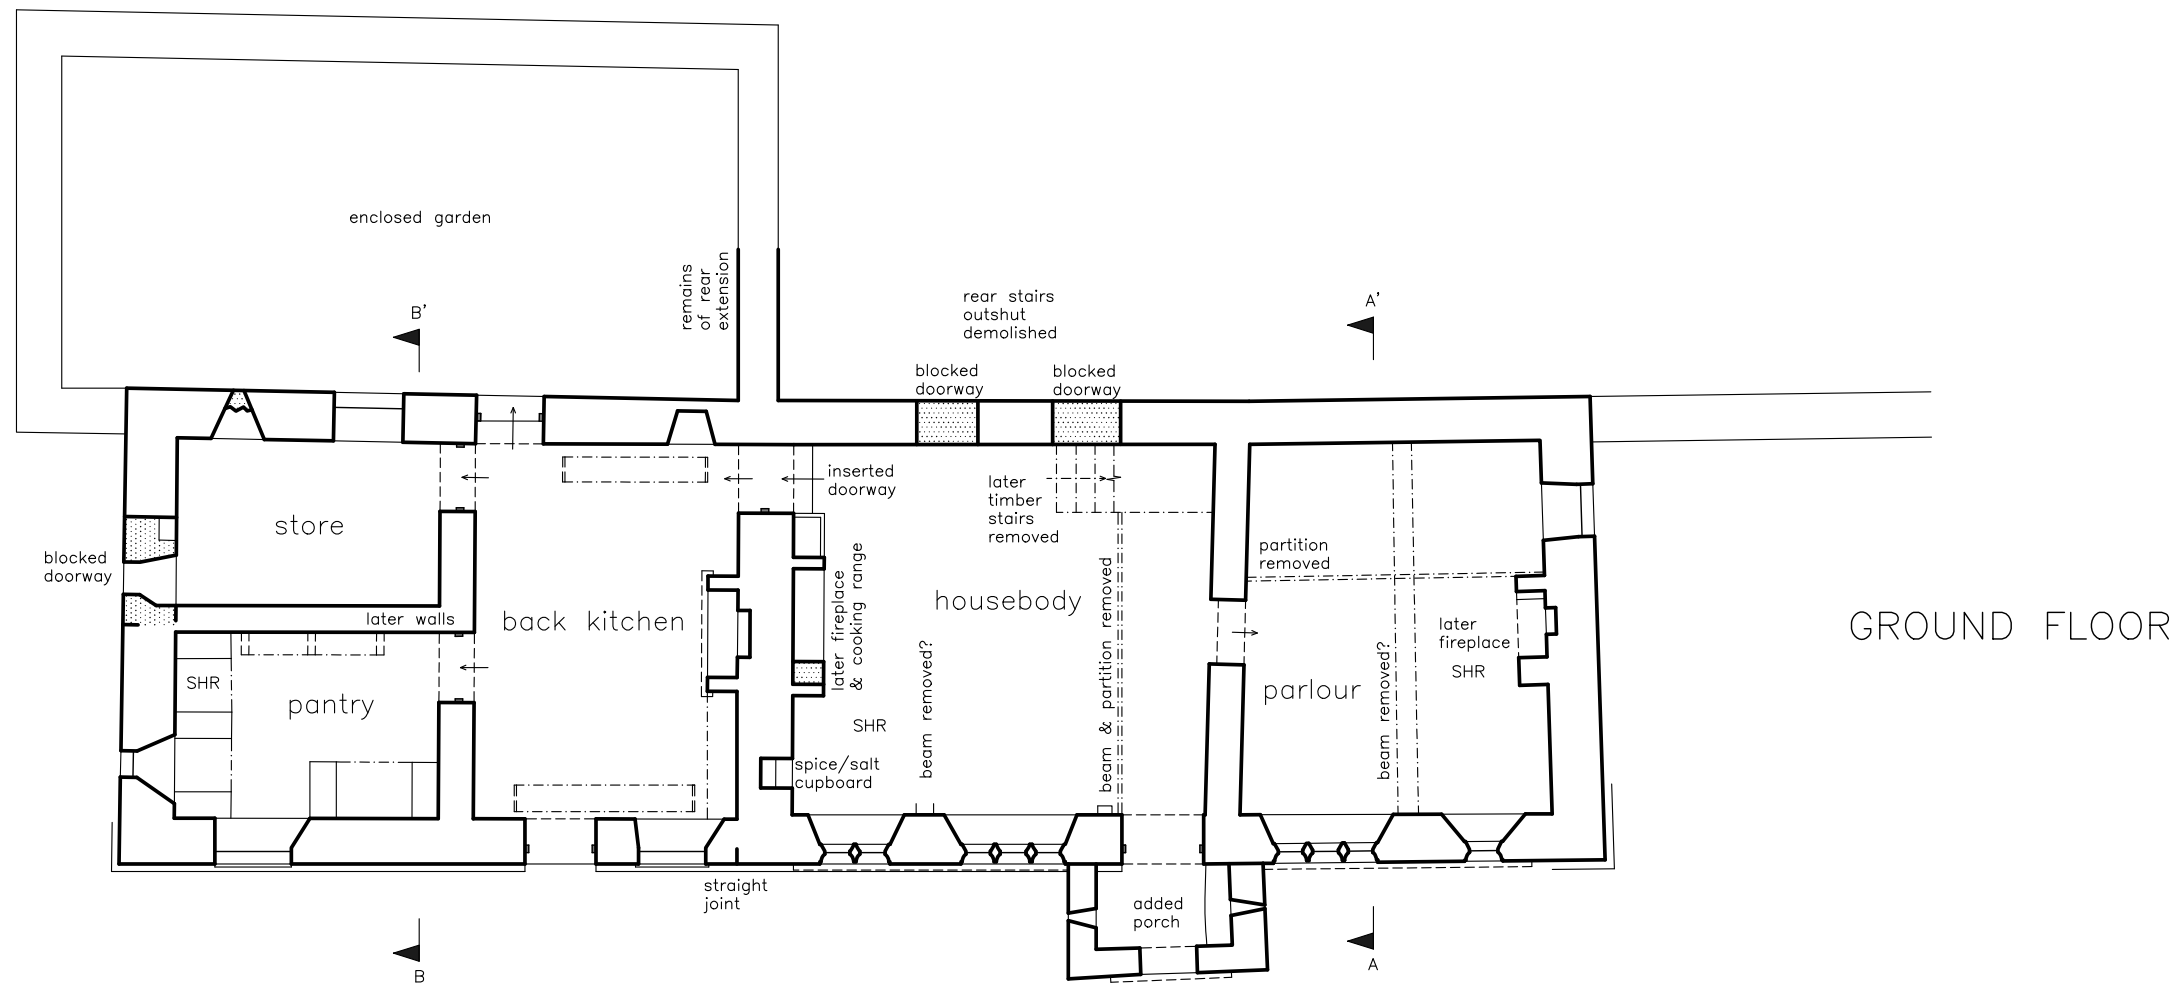 enclosed garden
remains
of rear
extension
rear stairs
outshut
demolished
B'
A'
blocked
doorway
blocked
doorway
inserted
doorway
later
timber
stairs
removed
store
blocked
doorway
partition
removed
later fireplace
& cooking range
housebody
back kitchen
later walls
beam & partition removed
later
fireplace
SHR
GROUND FLOOR
SHR
pantry
parlour
beam removed?
beam removed?
SHR
spice/salt
cupboard
straight
joint
added
porch
B
A